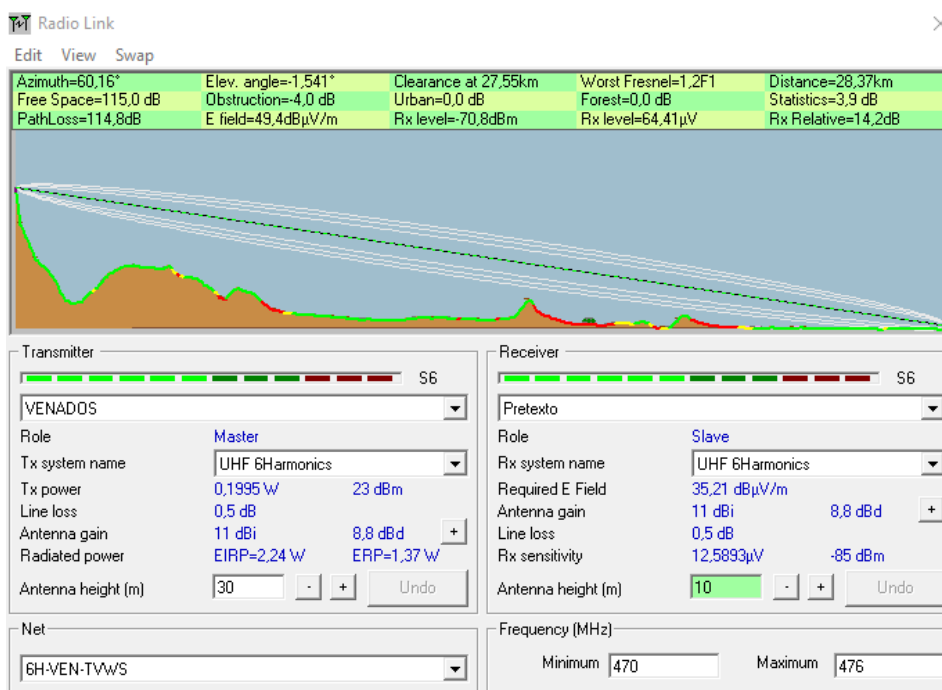 Radio Link
Edit View Swap
Azimuth=60,16° Elev. angle=-1,541° Clearance at 27,55km Worst Fresnel=1,2F1 Distance=28,37km
Free Space=115,0 dB Obstruction=-4,0 dB Urban=0,0 dB Forest=0,0 dB Statistics=3,9 dB
PathLoss=114,8dB E field=49,4dBµV/m Rx level=-70,8dBm Rx level=64,41µV Rx Relative=14,2dB
Transmitter
S6
VENADOS
Role Master
Tx system name UHF 6Harmonics
Tx power 0,1995 W 23 dBm
Line loss 0,5 dB
Antenna gain 11 dBi 8,8 dBd +
Radiated power EIRP=2,24 W ERP=1,37 W
Antenna height (m) 30 - + Undo
Net
6H-VEN-TVWS
Receiver
S6
Pretexto
Role Slave
Rx system name UHF 6Harmonics
Required E Field 35,21 dBµV/m
Antenna gain 11 dBi 8,8 dBd +
Line loss 0,5 dB
Rx sensitivity 12,5893µV -85 dBm
Antenna height (m) 10 - + Undo
Frequency (MHz)
Minimum 470 Maximum 476